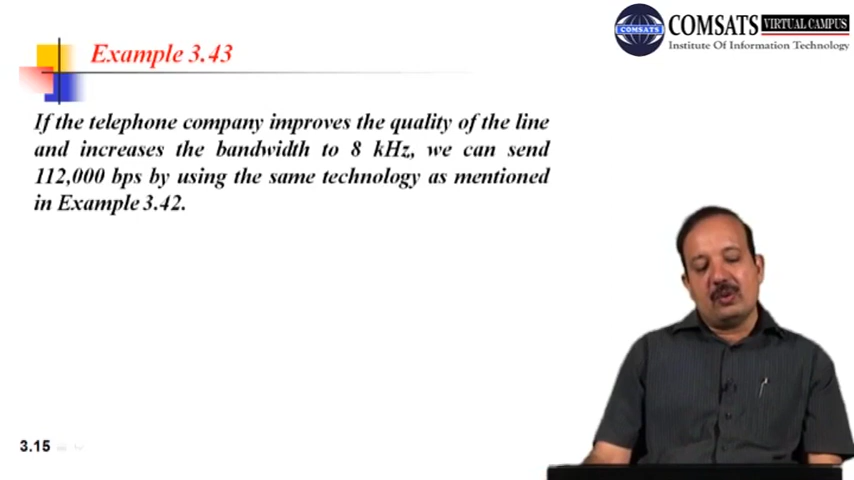 Example 3.43
COMSATS VIRTUAL CAMPUS
COMSATS
Institute Of Information Technology
If the telephone company improves the quality of the line
and increases the bandwidth to 8 kHz, we can send
112,000 bps by using the same technology as mentioned
in Example 3.42.
3.15